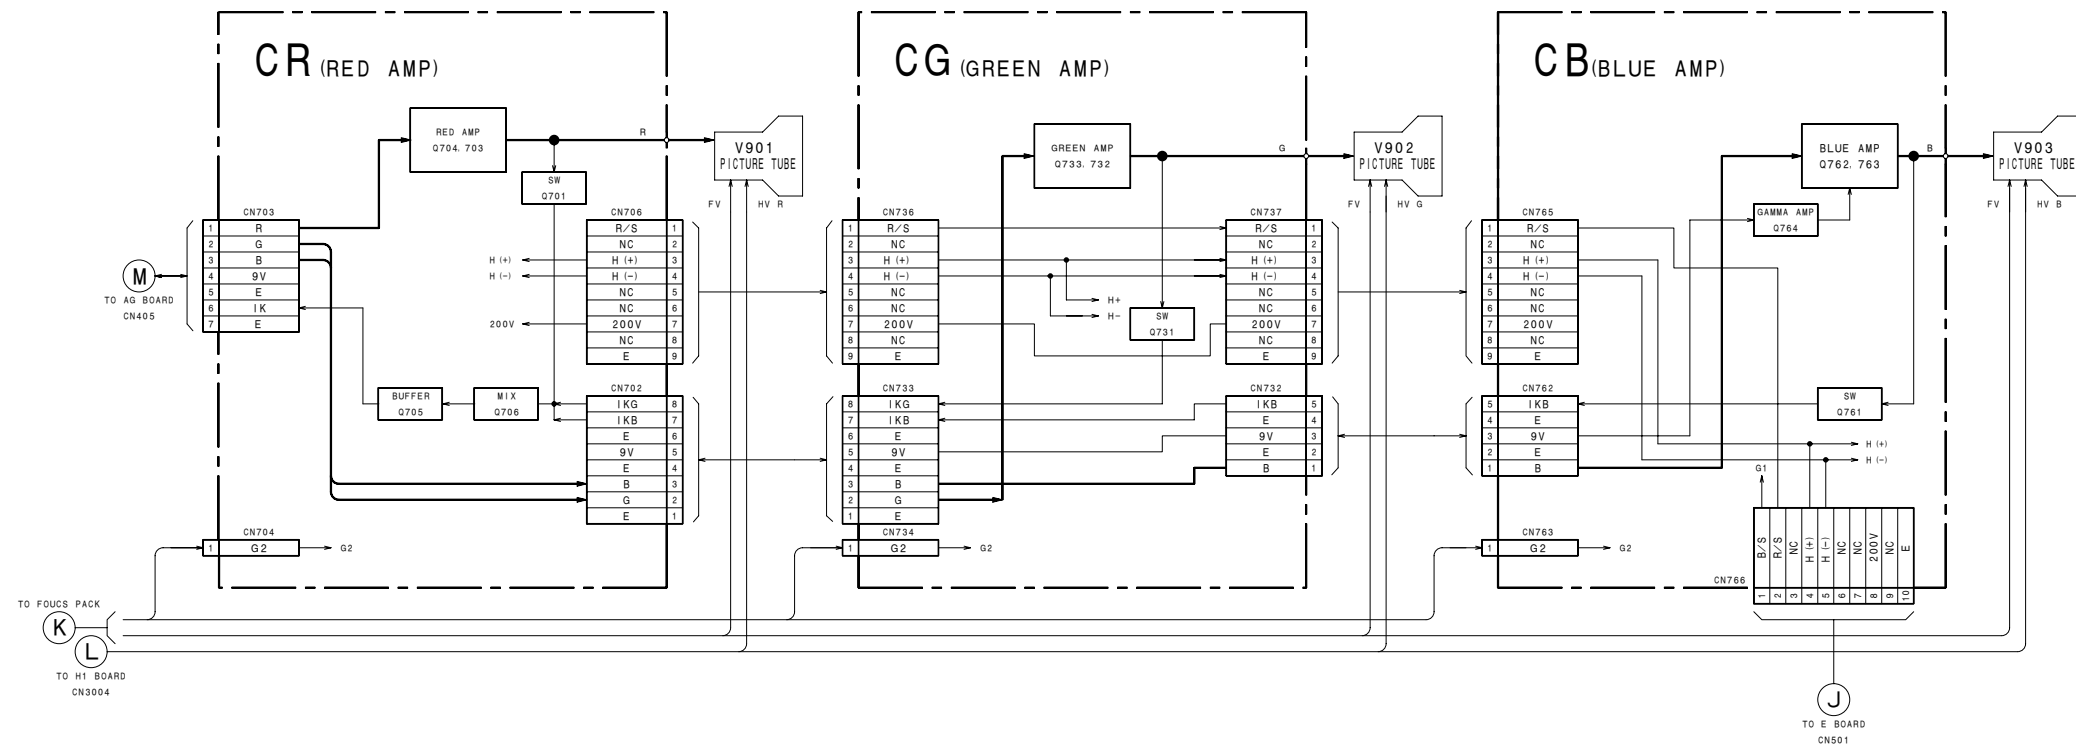 CR (RED AMP)
RED AMP
Q704. 703
R
SW
Q701
V901
PICTURE TUBE
FV
HV R
CN703
1 R
2 G
3 B
4 9V
5 E
6 IK
7 E
M
TO AG BOARD
CN405
CN706
R/S 1
NC 2
H (+) H (+) 3
H (-) H (-) 4
NC 5
NC 6
200V 200V 7
NC 8
E 9
BUFFER
Q705
MIX
Q706
CN702
IKG 8
IKB 7
E 6
9V 5
E 4
B 3
G 2
E 1
CN704
1 G2 G2
CG (GREEN AMP)
GREEN AMP
Q733. 732
G
V902
PICTURE TUBE
FV
HV G
CN736
1 R/S
2 NC
3 H (+)
4 H (-)
5 NC
6 NC
7 200V
8 NC
9 E
H+
H-
SW
Q731
CN737
R/S 1
NC 2
H (+) 3
H (-) 4
NC 5
NC 6
200V 7
NC 8
E 9
CN733
8 IKG
7 IKB
6 E
5 9V
4 E
3 B
2 G
1 E
CN732
IKB 5
E 4
9V 3
E 2
B 1
CN734
1 G2 G2
CB (BLUE AMP)
BLUE AMP
Q762. 763
B
V903
PICTURE TUBE
FV
HV B
GAMMA AMP
Q764
CN765
1 R/S
2 NC
3 H (+)
4 H (-)
5 NC
6 NC
7 200V
8 NC
9 E
CN762
5 IKB
4 E
3 9V
2 E
1 B
SW
Q761
H (+)
H (-)
G1
CN763
1 G2 G2
CN766
1 B/S
2 R/S
3 NC
4 H (+)
5 H (-)
6 NC
7 NC
8 200V
9 NC
10 E
TO FOUCS PACK
K
L
TO H1 BOARD
CN3004
J
TO E BOARD
CN501